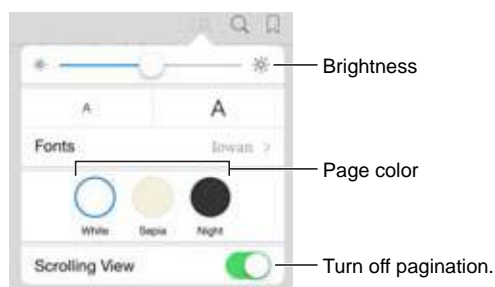 Brightness
A A
Fonts Iowan >
Page color
White Sepia Night
Scrolling View
Turn off pagination.